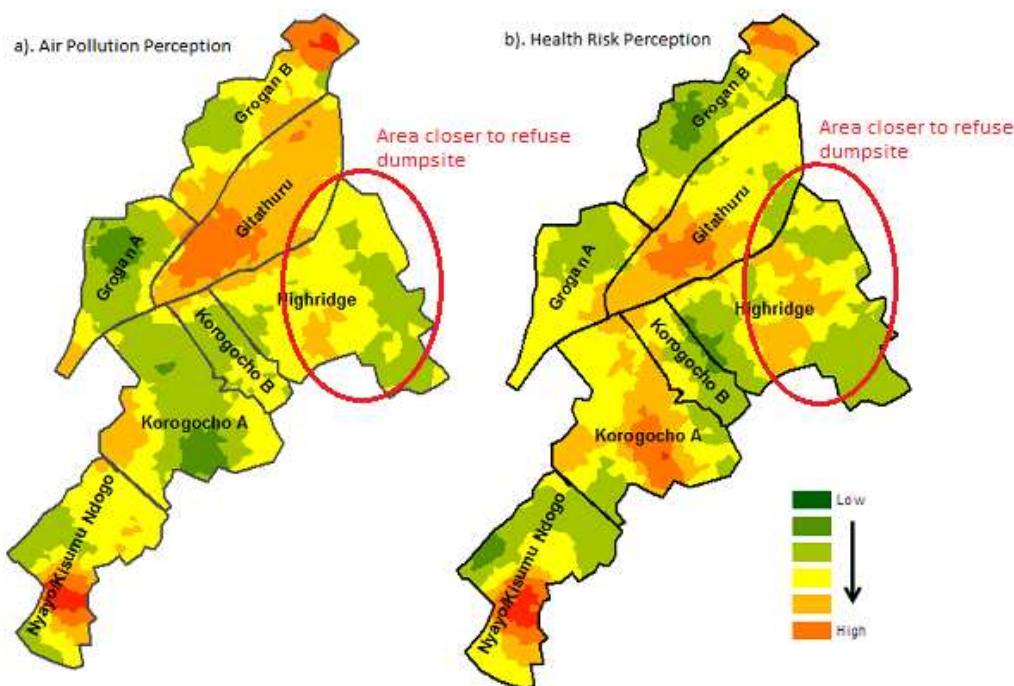 a). Air Pollution Perception
Grogan B
Area closer to refuse
dumpsite
Gitathuru
Grogan A
Highridge
Korogocho B
Korogocho A
Nyayo/Kisumu Ndogo
b). Health Risk Perception
Grogan B
Area closer to refuse
dumpsite
Gitathuru
Grogan A
Highridge
Korogocho B
Korogocho A
Nyayo/Kisumu Ndogo
Low
High